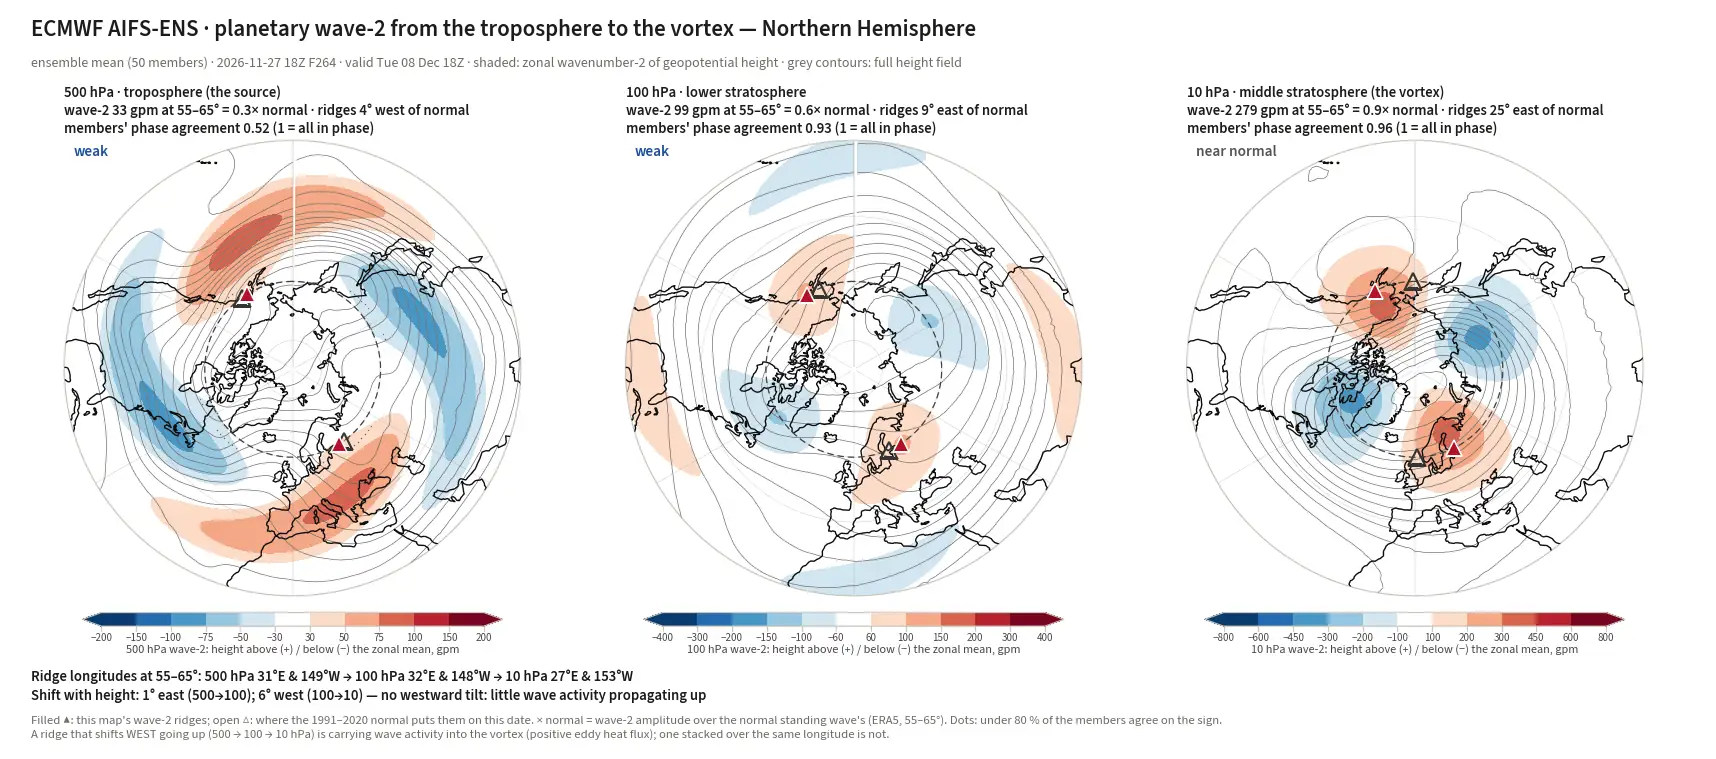 ECMWF AIFS-ENS · planetary wave-2 from the troposphere to the vortex — Northern Hemisphere
ensemble mean (50 members) · 2026-11-27 18Z F264 · valid Tue 08 Dec 18Z · shaded: zonal wavenumber-2 of geopotential height · grey contours: full height field
500 hPa · troposphere (the source)
wave-2 33 gpm at 55–65° = 0.3× normal · ridges 4° west of normal
members' phase agreement 0.52 (1 = all in phase)
weak
100 hPa · lower stratosphere
wave-2 99 gpm at 55–65° = 0.6× normal · ridges 9° east of normal
members' phase agreement 0.93 (1 = all in phase)
weak
10 hPa · middle stratosphere (the vortex)
wave-2 279 gpm at 55–65° = 0.9× normal · ridges 25° east of normal
members' phase agreement 0.96 (1 = all in phase)
near normal
−200 −150 −100 −75 −50 −30 30 50 75 100 150 200
500 hPa wave-2: height above (+) / below (−) the zonal mean, gpm
−400 −300 −200 −150 −100 −60 60 100 150 200 300 400
100 hPa wave-2: height above (+) / below (−) the zonal mean, gpm
−800 −600 −450 −300 −200 −100 100 200 300 450 600 800
10 hPa wave-2: height above (+) / below (−) the zonal mean, gpm
Ridge longitudes at 55–65°: 500 hPa 31°E & 149°W → 100 hPa 32°E & 148°W → 10 hPa 27°E & 153°W
Shift with height: 1° east (500→100); 6° west (100→10) — no westward tilt: little wave activity propagating up
Filled ▲: this map's wave-2 ridges; open △: where the 1991–2020 normal puts them on this date. × normal = wave-2 amplitude over the normal standing wave's (ERA5, 55–65°). Dots: under 80 % of the members agree on the sign.
A ridge that shifts WEST going up (500 → 100 → 10 hPa) is carrying wave activity into the vortex (positive eddy heat flux); one stacked over the same longitude is not.